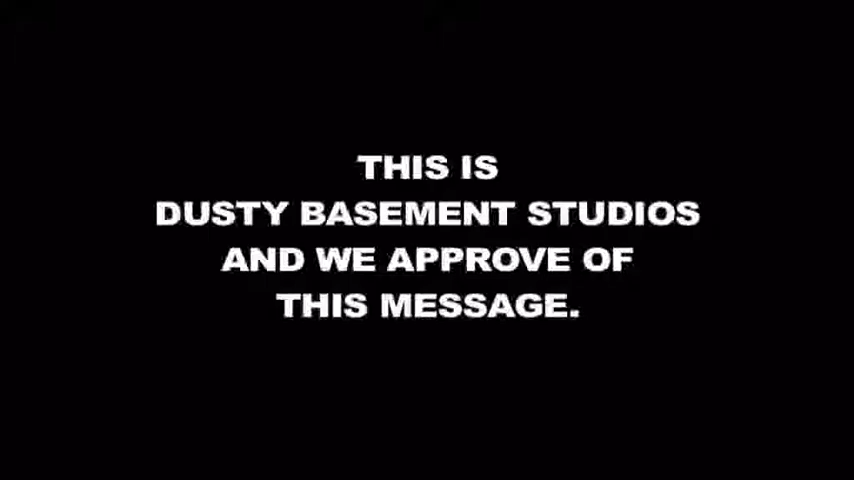 THIS IS
DUSTY BASEMENT STUDIOS
AND WE APPROVE OF
THIS MESSAGE.